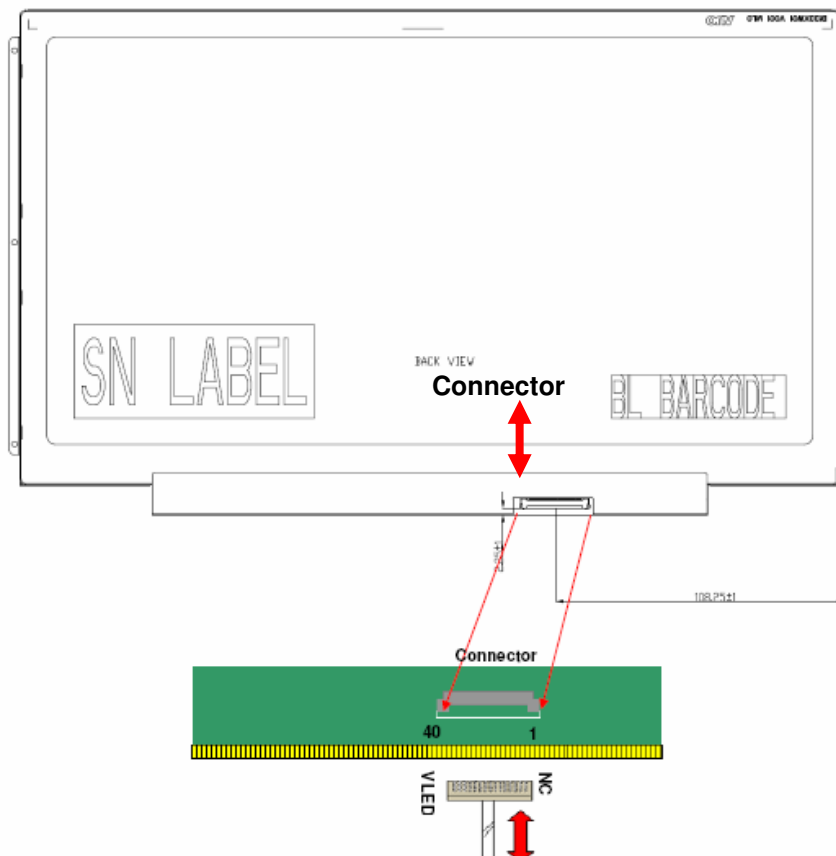 SN LABEL
BACK VIEW
Connector
BL BARCODE
108.25±1
Connector
40
1
VLED
NC